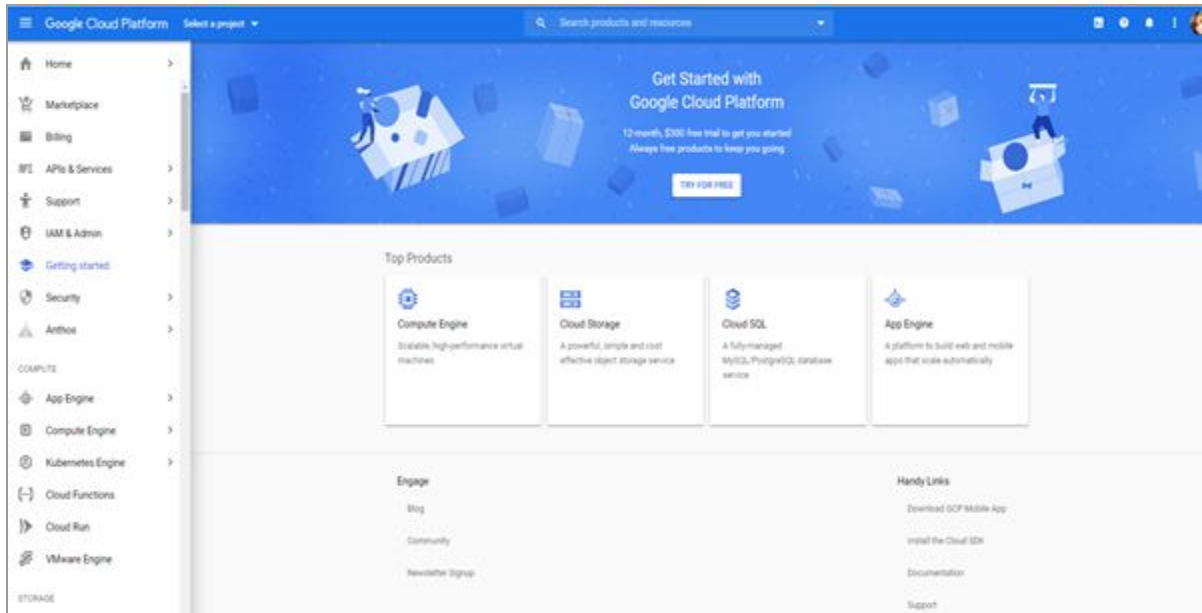 Google Cloud Platform
Select a project
Search products and resources
Home
Marketplace
Billing
API APIs & Services
Support
IAM & Admin
Getting started
Security
Anthos
COMPUTE
App Engine
Compute Engine
Kubernetes Engine
Cloud Functions
Cloud Run
VMware Engine
STORAGE
Get Started with
Google Cloud Platform
12-month, $300 free trial to get you started
Always free products to keep you going
TRY FOR FREE
Top Products
Compute Engine
Scalable, high-performance virtual
machines
Cloud Storage
A powerful, simple and cost
effective object storage service
Cloud SQL
A fully-managed
MySQL/PostgreSQL database
service
App Engine
A platform to build web and mobile
apps that scale automatically
Engage
Blog
Community
Newsletter Signup
Handy Links
Download GCP Mobile App
Install the Cloud SDK
Documentation
Support